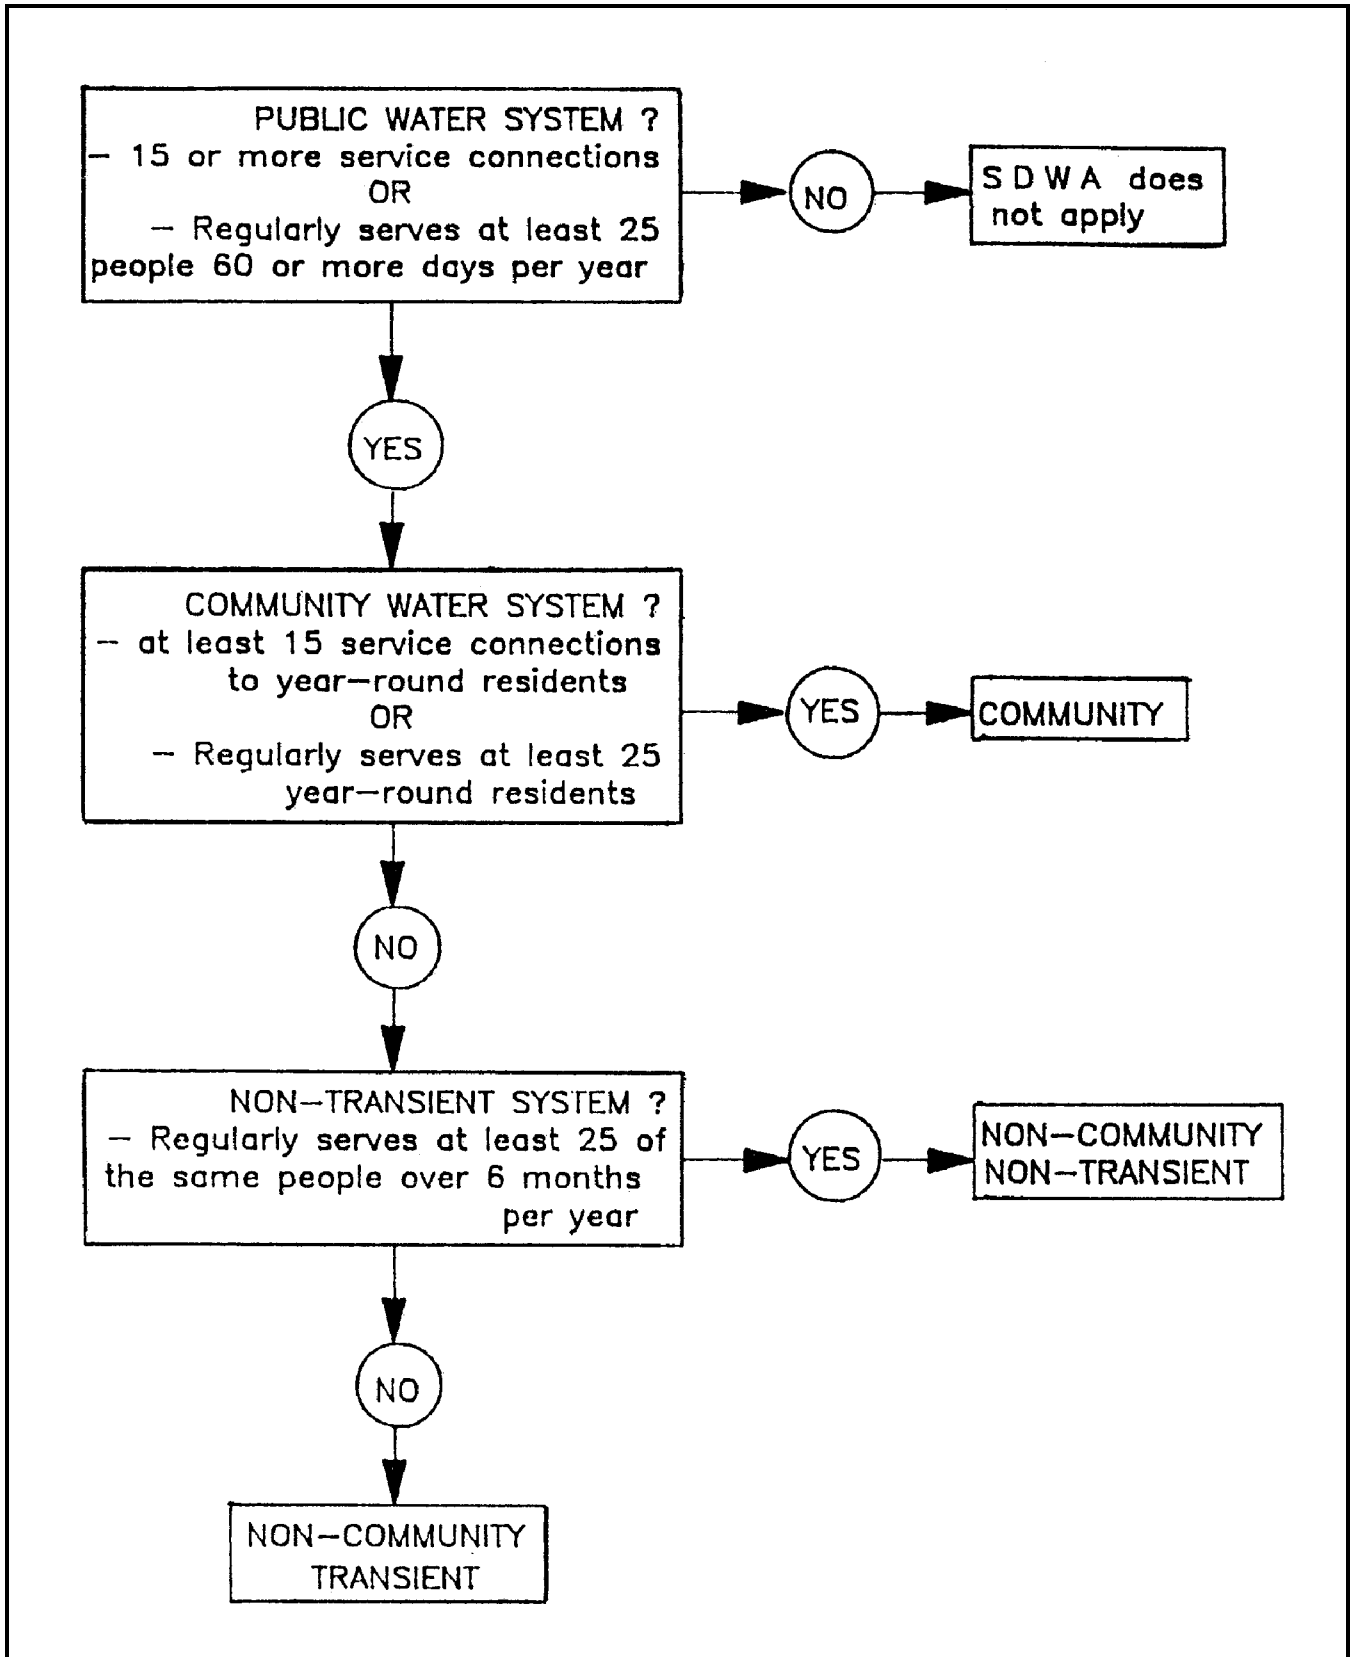 PUBLIC WATER SYSTEM ?
– 15 or more service connections
OR
– Regularly serves at least 25
people 60 or more days per year
NO
SDWA does
not apply
YES
COMMUNITY WATER SYSTEM ?
– at least 15 service connections
to year–round residents
OR
– Regularly serves at least 25
year–round residents
YES
COMMUNITY
NO
NON–TRANSIENT SYSTEM ?
– Regularly serves at least 25 of
the same people over 6 months
per year
YES
NON–COMMUNITY
NON–TRANSIENT
NO
NON–COMMUNITY
TRANSIENT